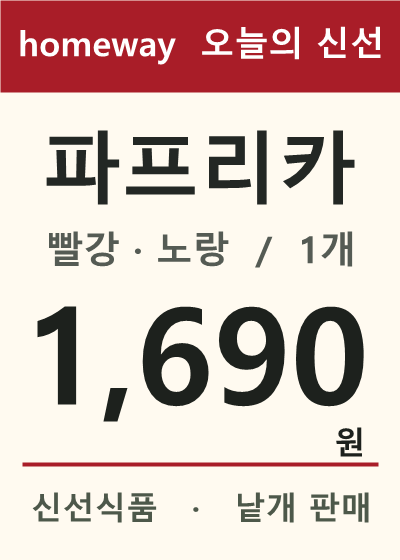 homeway 오늘의 신선
파프리카
빨강 · 노랑 / 1개
1,690
원
신선식품 · 낱개 판매